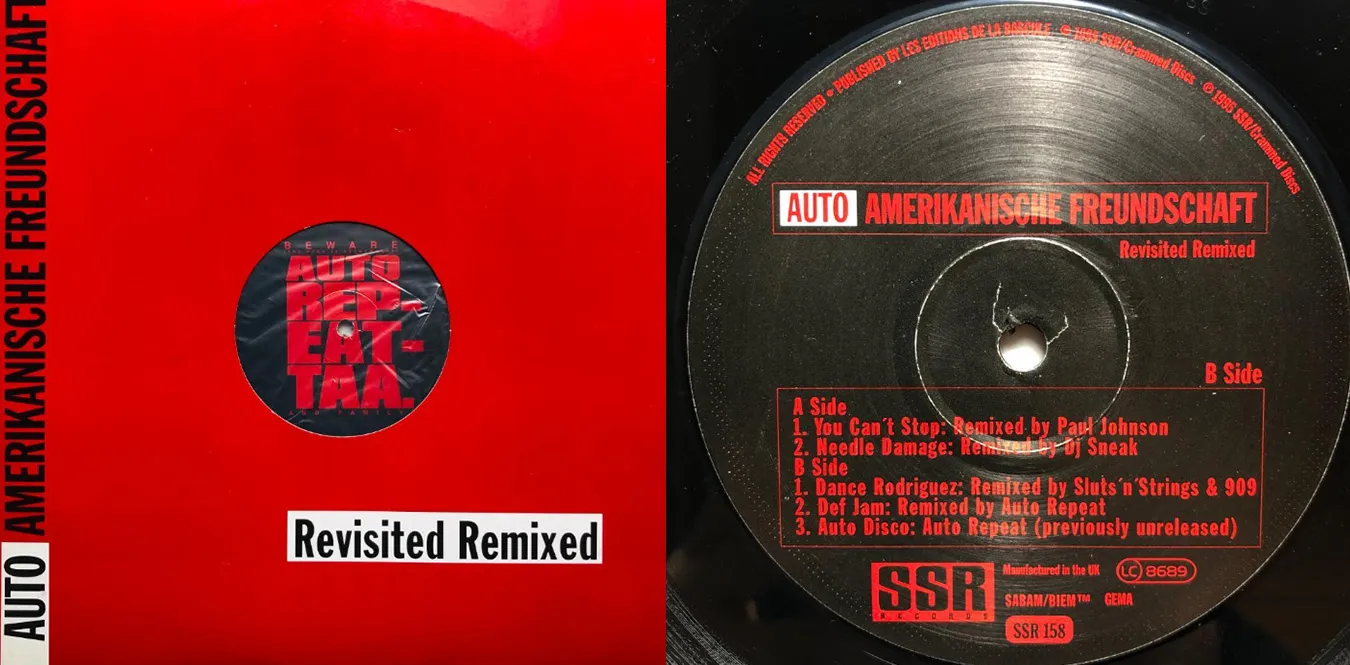 AUTO AMERIKANISCHE FREUNDSCHAFT
BEWARE
AUTO
REP-
EAT-
TAA.
AND FAMILY
Revisited Remixed
ALL RIGHTS RESERVED • PUBLISHED BY LES EDITIONS DE LA BASCULE ℗ 1995 SSR/Crammed Discs © 1995 SSR/Crammed Discs
AUTO AMERIKANISCHE FREUNDSCHAFT
Revisited Remixed
B Side
A Side
1. You Can´t Stop: Remixed by Paul Johnson
2. Needle Damage: Remixed by Dj Sneak
B Side
1. Dance Rodriguez: Remixed by Sluts´n´Strings & 909
2. Def Jam: Remixed by Auto Repeat
3. Auto Disco: Auto Repeat (previously unreleased)
SSR
RECORDS
Manufactured in the UK
LC 8689
SABAM/BIEM™ GEMA
SSR 158